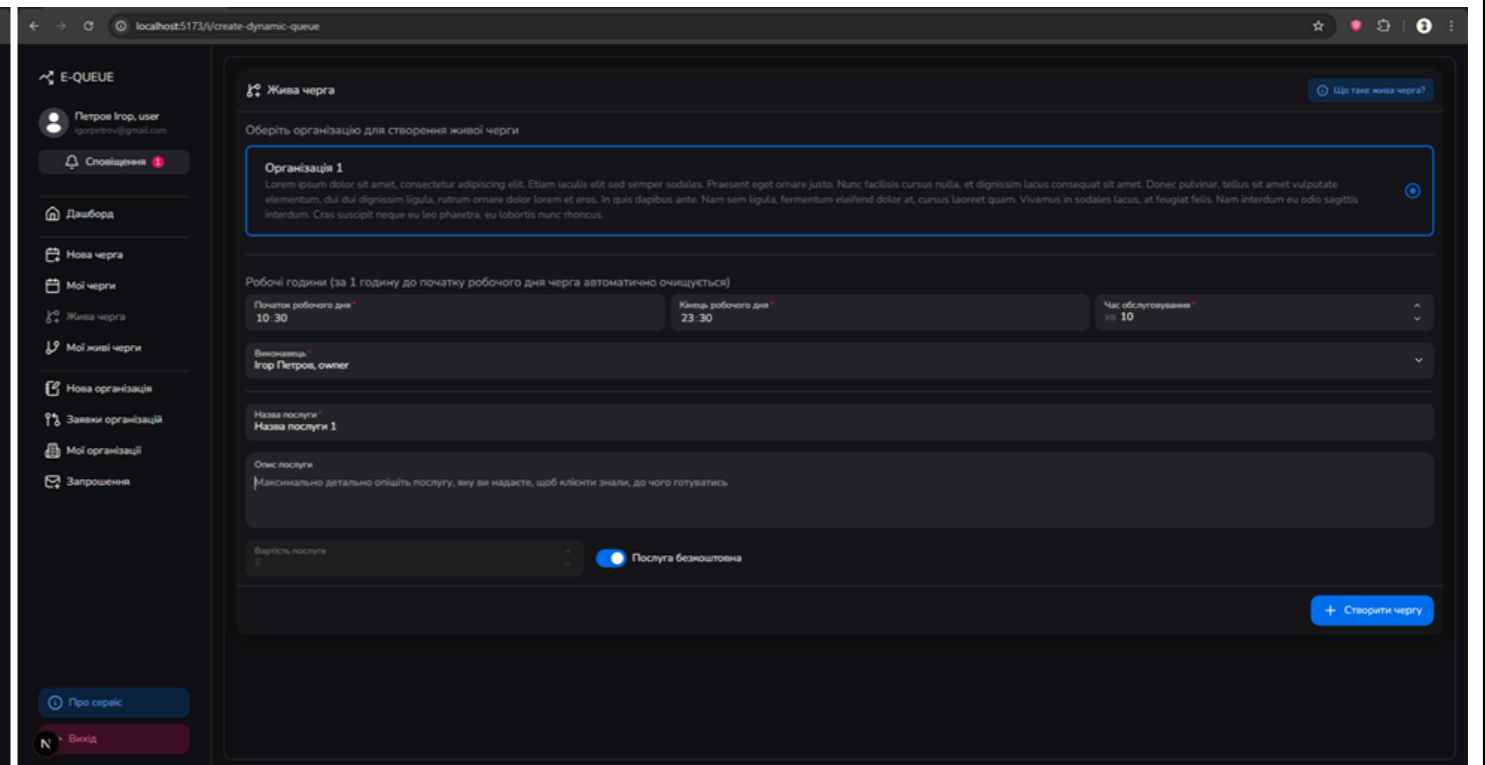 localhost:5173/i/create-dynamic-queue
E-QUEUE
Петров Ігор, user
igorpetrov@gmail.com
Сповіщення 1
Дашборд
Нова черга
Мої черги
Жива черга
Мої живі черги
Нова організація
Заявки організацій
Мої організації
Запрошення
Про сервіс
Вихід
N
Жива черга
Що таке жива черга?
Оберіть організацію для створення живої черги
Організація 1
Lorem ipsum dolor sit amet, consectetur adipiscing elit. Etiam iaculis elit sed semper sodales. Praesent eget ornare justo. Nunc facilisis cursus nulla, et dignissim lacus consequat sit amet. Donec pulvinar, tellus sit amet vulputate
elementum, dui dui dignissim ligula, rutrum ornare dolor lorem et eros. In quis dapibus ante. Nam sem ligula, fermentum eleifend dolor at, cursus laoreet quam. Vivamus in sodales lacus, at feugiat felis. Nam interdum eu odio sagittis
interdum. Cras suscipit neque eu leo pharetra, eu lobortis nunc rhoncus.
Робочі години (за 1 годину до початку робочого дня черга автоматично очищується)
Початок робочого дня*
10:30
Кінець робочого дня*
23:30
Час обслуговування*
хв 10
Виконавець*
Ігор Петров, owner
Назва послуги*
Назва послуги 1
Опис послуги
Максимально детально опішіть послугу, яку ви надаєте, щоб клієнти знали, до чого готуватись
Вартість послуги
Послуга безкоштовна
+ Створити чергу